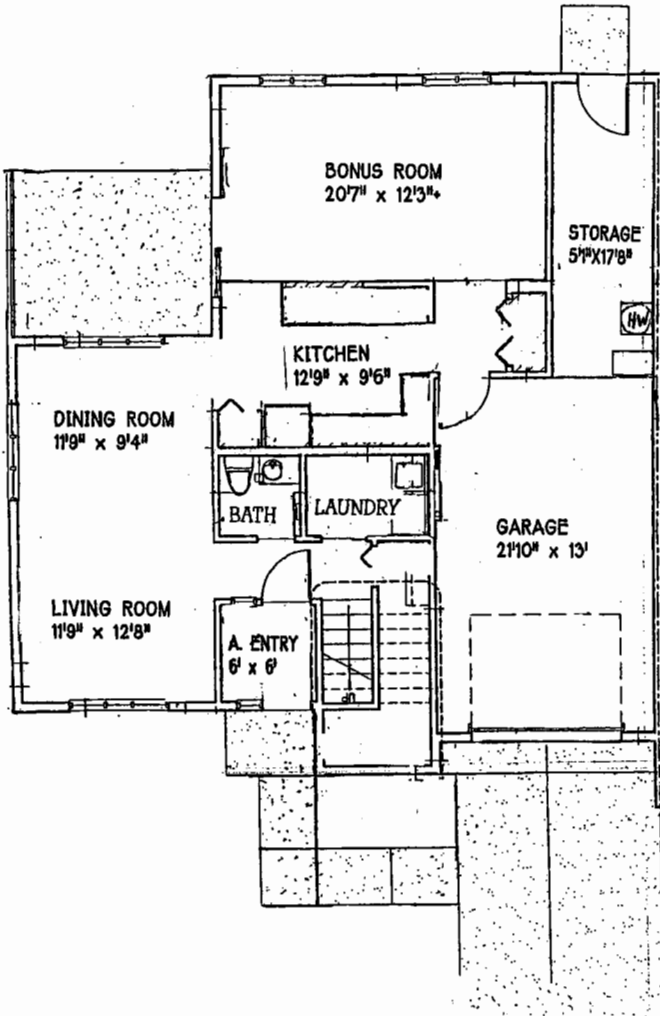 BONUS ROOM
20'7" x 12'3"+
STORAGE
5'1"X17'8"
HW
KITCHEN
12'9" x 9'6"
DINING ROOM
11'9" x 9'4"
BATH
LAUNDRY
GARAGE
21'10" x 13'
LIVING ROOM
11'9" x 12'8"
A. ENTRY
6' x 6'
up